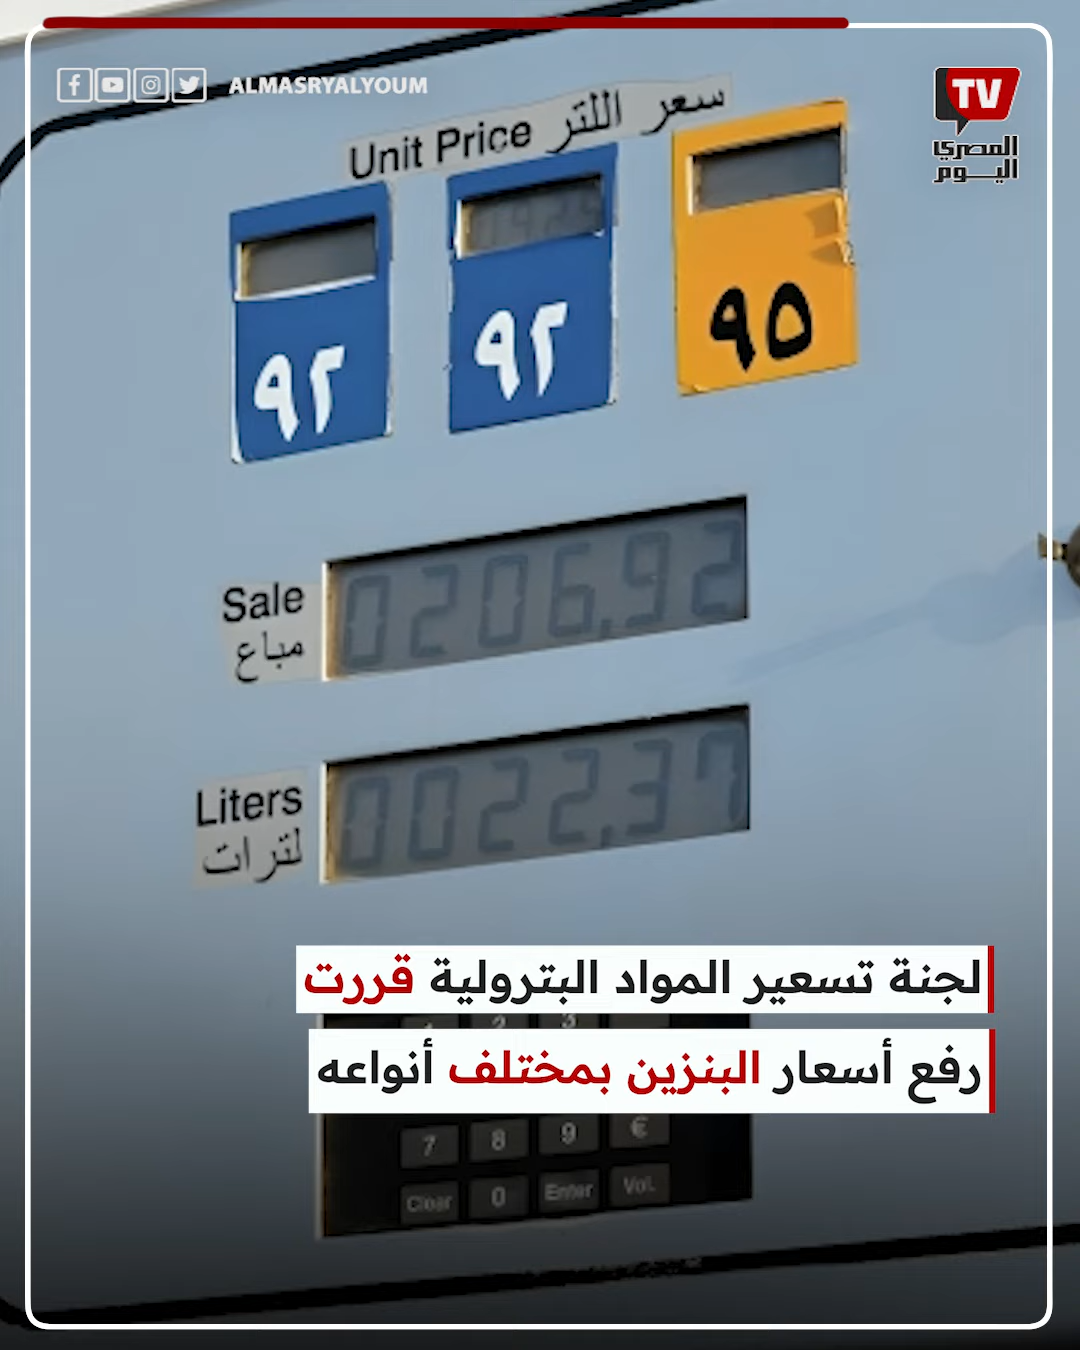 ALMASRYALYOUM
TV
المصري
اليوم
Unit Price سعر اللتر
٩٢
٩٢
٩٥
Sale
مباع
0206.92
Liters
لترات
0022.37
لجنة تسعير المواد البترولية قررت
رفع أسعار البنزين بمختلف أنواعه
7 8 9 €
Clear 0 Enter Vol.